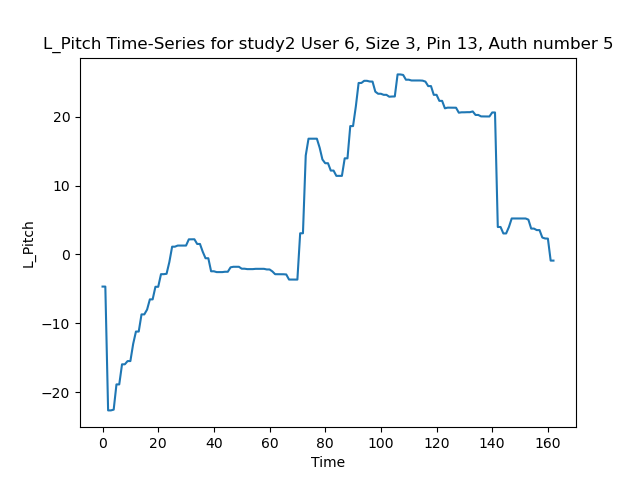 L_Pitch Time-Series for study2 User 6, Size 3, Pin 13, Auth number 5
20
10
0
−10
−20
L_Pitch
0 20 40 60 80 100 120 140 160
Time